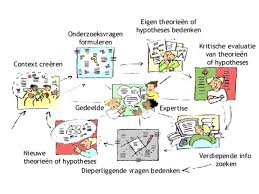 Eigen theorieën of
hypotheses bedenken
Onderzoeksvragen
formuleren
Kritische evaluatie
van theorieën of
hypotheses
Context creëren
Gedeelde
Expertise
Nieuwe
theorieën of hypotheses
Verdiepende info
zoeken
Dieperliggende vragen bedenken